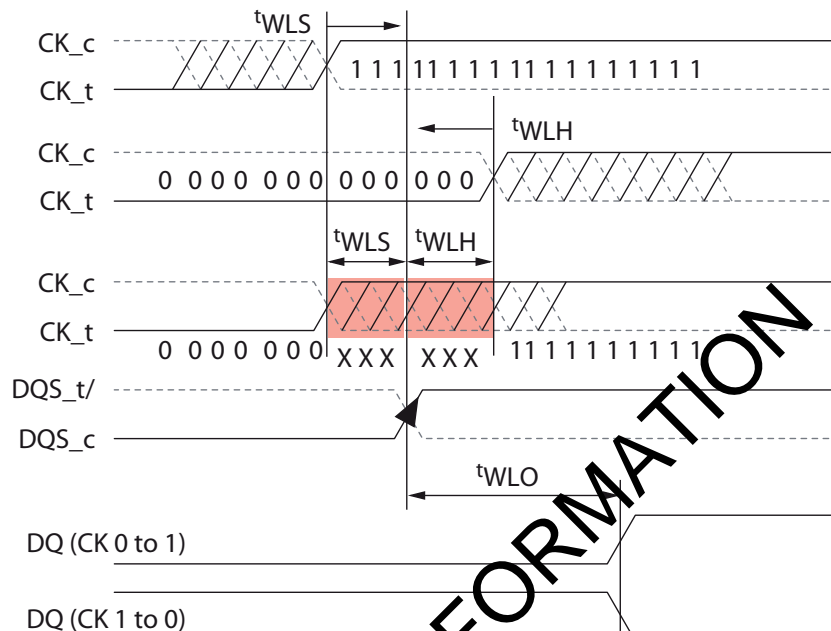 tWLS
CK_c
1 1 1 11 1 1 1 11 1 1 1 1 1 1 1 1
CK_t
tWLH
CK_c
0 0 0 0 0 0 0 0 0 0 0 0 0 0
CK_t
tWLS tWLH
CK_c
CK_t
0 0 0 0 0 0 0 X X X X X X 11 1 1 1 1 1 1 1 1
DQS_t/
DQS_c
tWLO
DQ (CK 0 to 1)
DQ (CK 1 to 0)
FORMATION